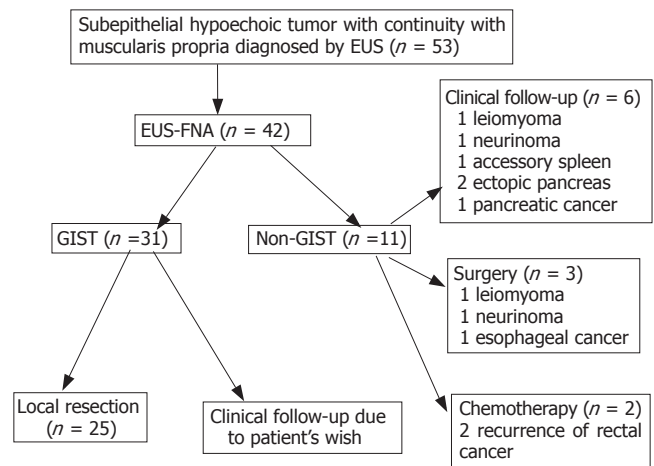 Subepithelial hypoechoic tumor with continuity with
muscularis propria diagnosed by EUS (n = 53)
EUS-FNA (n = 42)
Clinical follow-up (n = 6)
1 leiomyoma
1 neurinoma
1 accessory spleen
2 ectopic pancreas
1 pancreatic cancer
GIST (n =31)
Non-GIST (n =11)
Surgery (n = 3)
1 leiomyoma
1 neurinoma
1 esophageal cancer
Local resection
(n = 25)
Clinical follow-up due
to patient's wish
Chemotherapy (n = 2)
2 recurrence of rectal
cancer